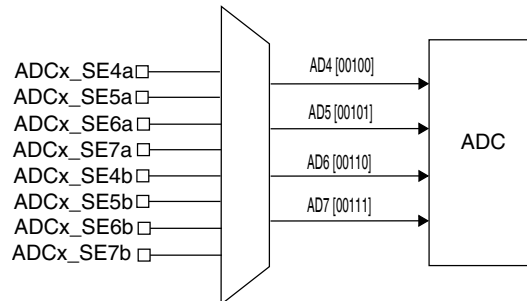 ADCx_SE4a
ADCx_SE5a
ADCx_SE6a
ADCx_SE7a
ADCx_SE4b
ADCx_SE5b
ADCx_SE6b
ADCx_SE7b
AD4 [00100]
AD5 [00101]
AD6 [00110]
AD7 [00111]
ADC